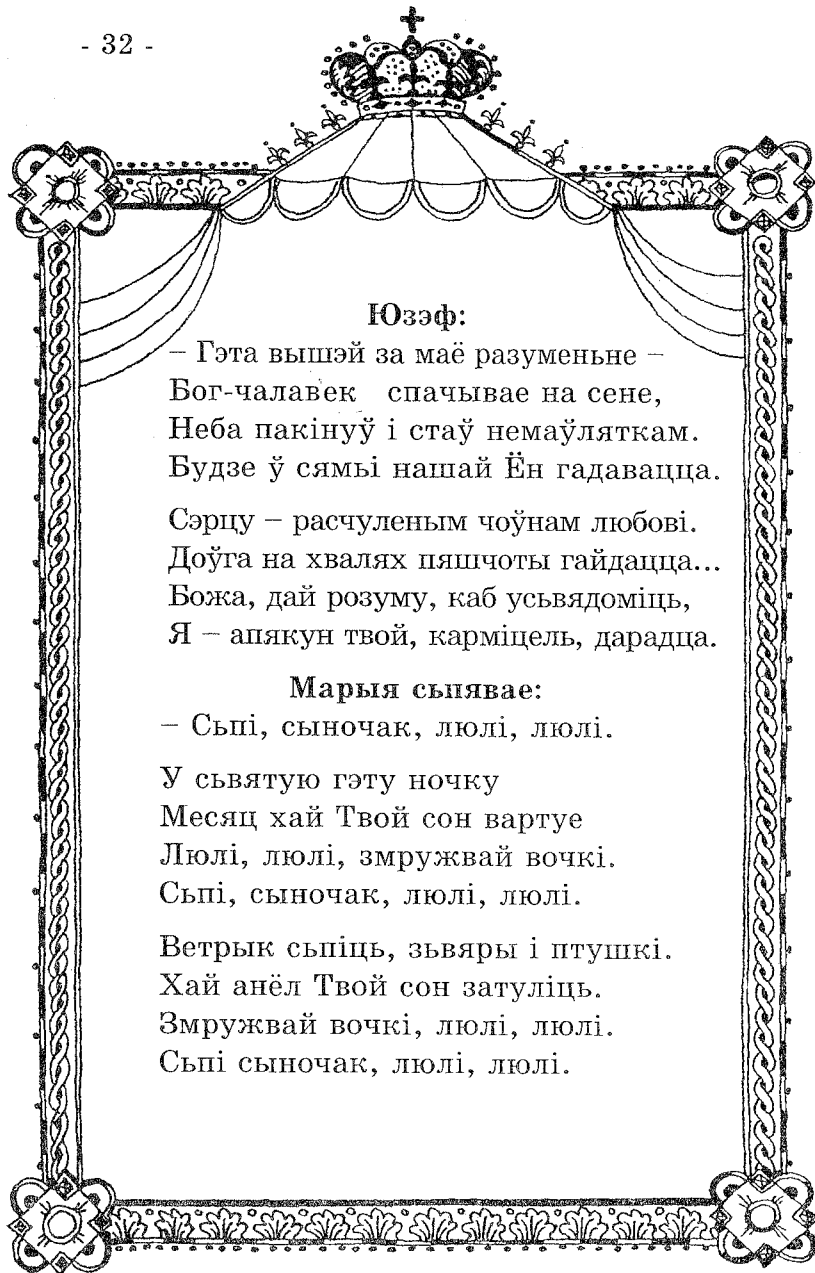 - 32 -
Юзэф:
– Гэта вышэй за маё разуменьне –
Бог-чалавек спачывае на сене,
Неба пакінуў і стаў немаўляткам.
Будзе ў сямьі нашай Ён гадавацца.
Сэрцу – расчуленым чоўнам любові.
Доўга на хвалях пяшчоты гайдацца...
Божа, дай розуму, каб усьвядоміць,
Я – апякун твой, карміцель, дарадца.
Марыя сьпявае:
– Сьпі, сыночак, люлі, люлі.
У сьвятую гэту ночку
Месяц хай Твой сон вартуе
Люлі, люлі, змружвай вочкі.
Сьпі, сыночак, люлі, люлі.
Ветрык сьпіць, зьвяры і птушкі.
Хай анёл Твой сон затуліць.
Змружвай вочкі, люлі, люлі.
Сьпі сыночак, люлі, люлі.